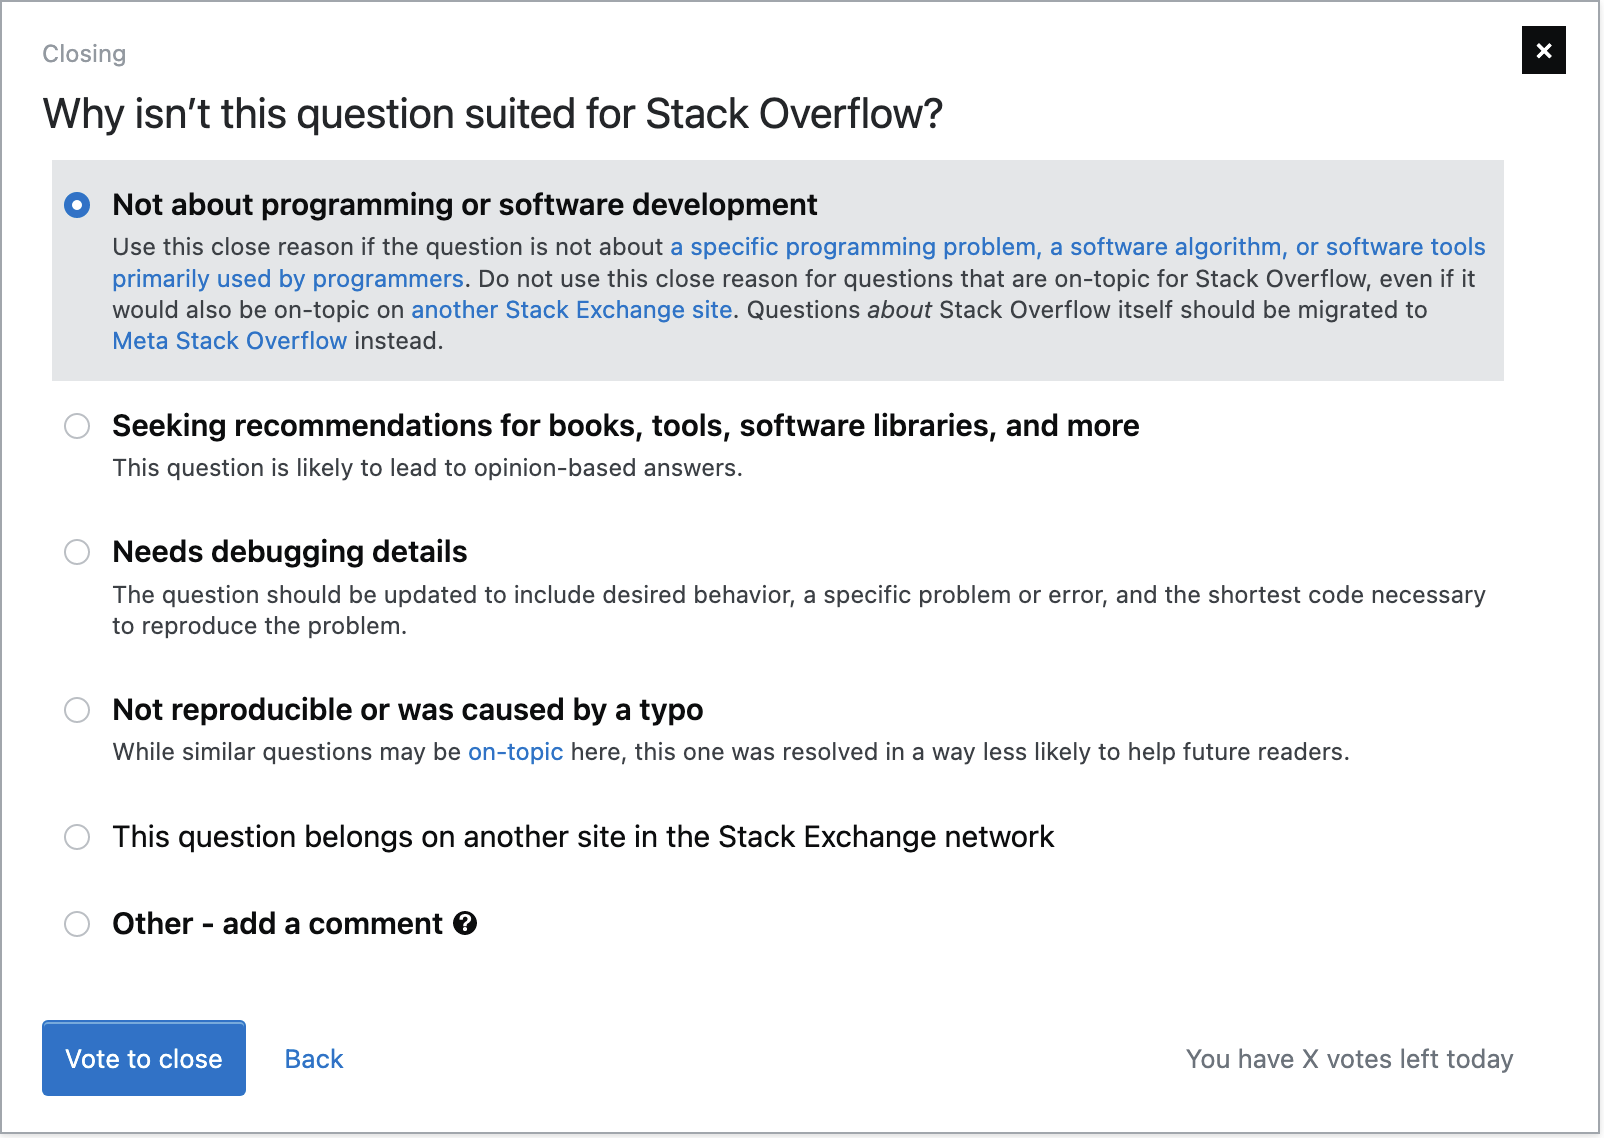 Closing
Why isn’t this question suited for Stack Overflow?
Not about programming or software development
Use this close reason if the question is not about a specific programming problem, a software algorithm, or software tools
primarily used by programmers. Do not use this close reason for questions that are on-topic for Stack Overflow, even if it
would also be on-topic on another Stack Exchange site. Questions about Stack Overflow itself should be migrated to
Meta Stack Overflow instead.
Seeking recommendations for books, tools, software libraries, and more
This question is likely to lead to opinion-based answers.
Needs debugging details
The question should be updated to include desired behavior, a specific problem or error, and the shortest code necessary
to reproduce the problem.
Not reproducible or was caused by a typo
While similar questions may be on-topic here, this one was resolved in a way less likely to help future readers.
This question belongs on another site in the Stack Exchange network
Other - add a comment ?
Vote to close Back You have X votes left today